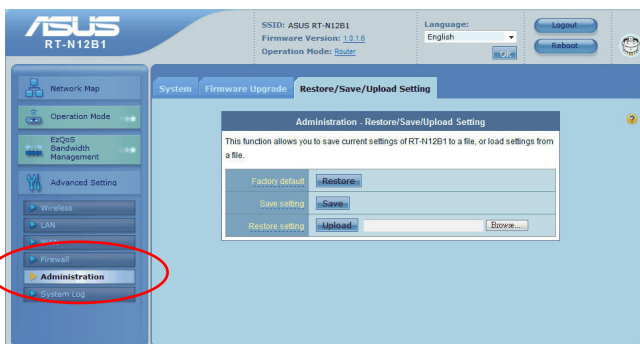 ASUS
RT-N12B1
SSID: ASUS RT-N12B1
Firmware Version: 1.0.1.6
Operation Mode: Router
Language:
English
OK
Logout
Reboot
Network Map
Operation Mode
EzQoS
Bandwidth
Management
Advanced Setting
Wireless
LAN
WAN
Firewall
Administration
System Log
System
Firmware Upgrade
Restore/Save/Upload Setting
Administration - Restore/Save/Upload Setting
This function allows you to save current settings of RT-N12B1 to a file, or load settings from
a file.
Factory default
Restore
Save setting
Save
Restore setting
Upload
Browse...